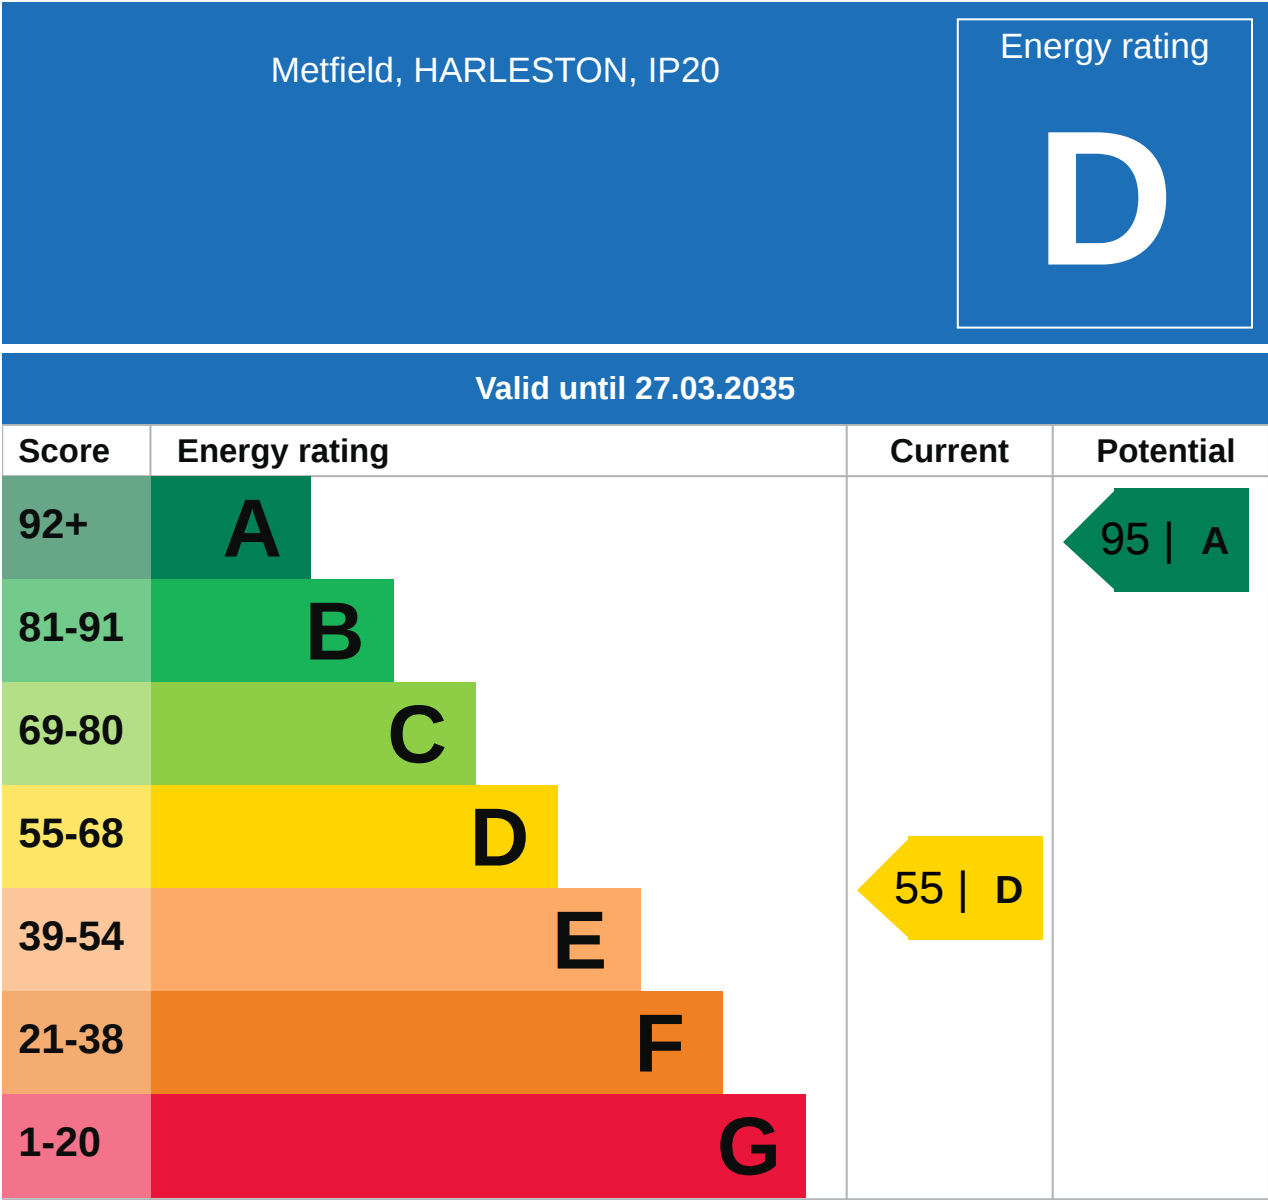 Metfield, HARLESTON, IP20
Energy rating
D
Valid until 27.03.2035
Score Energy rating Current Potential
92+ A 95 | A
81-91 B
69-80 C
55-68 D 55 | D
39-54 E
21-38 F
1-20 G